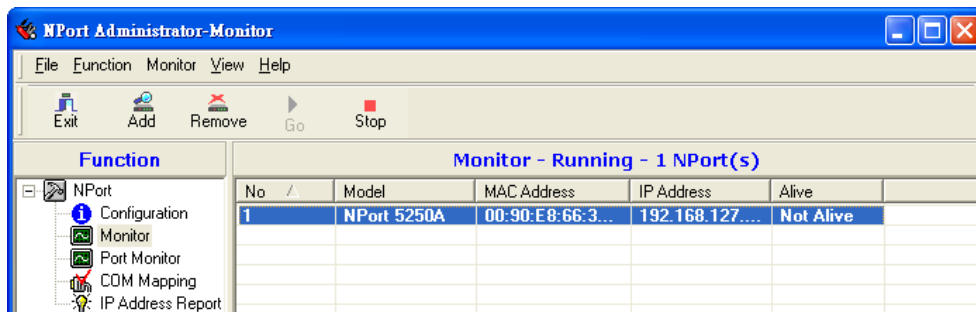 NPort Administrator-Monitor
File Function Monitor View Help
Exit Add Remove Go Stop
Function
Monitor - Running - 1 NPort(s)
NPort
Configuration
Monitor
Port Monitor
COM Mapping
IP Address Report
No Model MAC Address IP Address Alive
1 NPort 5250A 00:90:E8:66:3... 192.168.127.... Not Alive